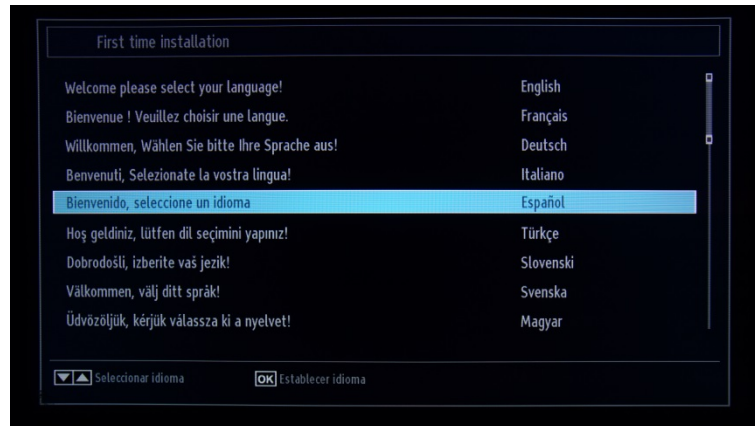 First time installation
Welcome please select your language! English
Bienvenue ! Veuillez choisir une langue. Français
Willkommen, Wählen Sie bitte Ihre Sprache aus! Deutsch
Benvenuti, Selezionate la vostra lingua! Italiano
Bienvenido, seleccione un idioma Español
Hoş geldiniz, lütfen dil seçimini yapınız! Türkçe
Dobrodošli, izberite vaš jezik! Slovenski
Välkommen, välj ditt språk! Svenska
Üdvözöljük, kérjük válassza ki a nyelvet! Magyar
Seleccionar idioma OK Establecer idioma